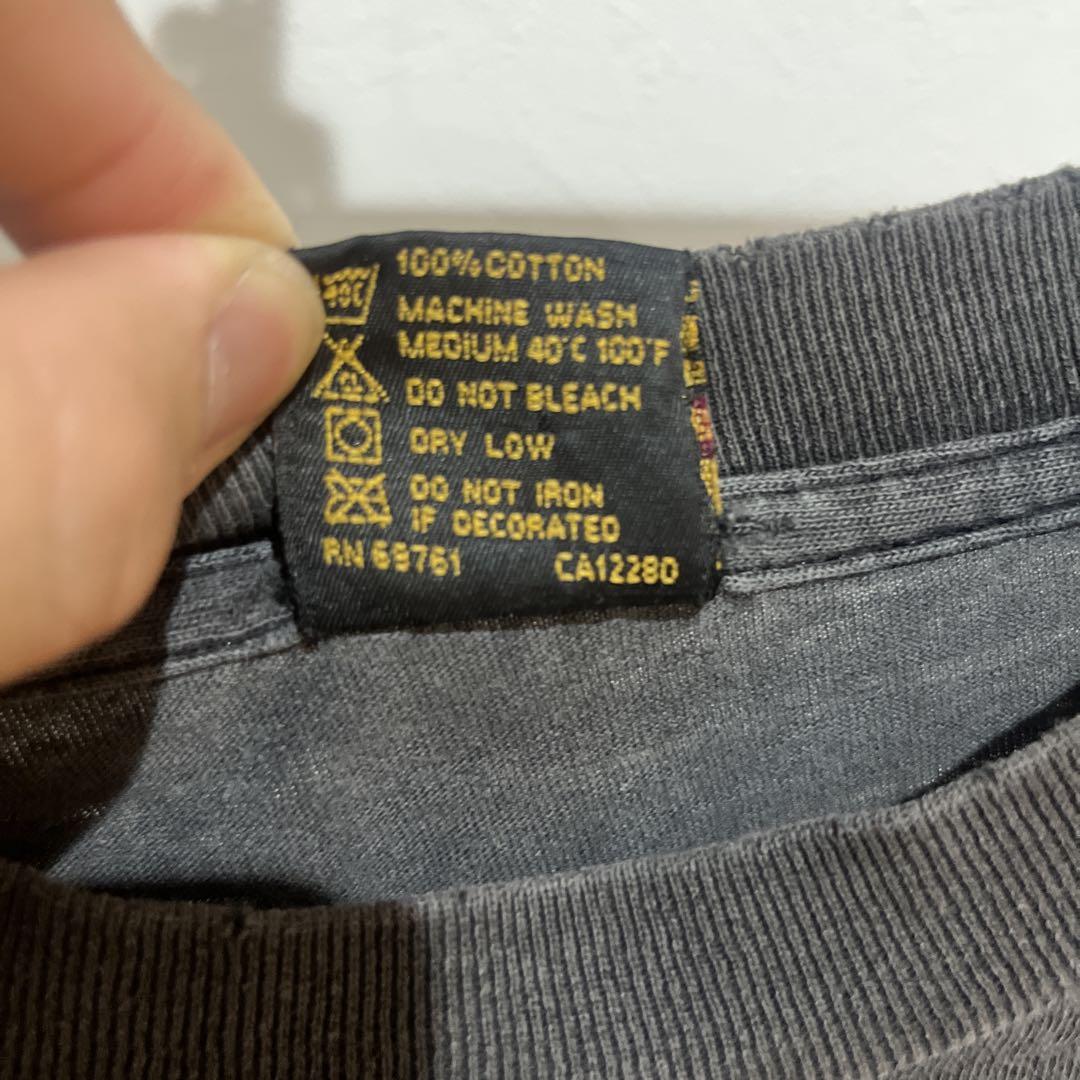 100% COTTON
40C
MACHINE WASH
MEDIUM 40°C 100°F
DO NOT BLEACH
DRY LOW
DO NOT IRON
IF DECORATED
RN 69761 CA12280